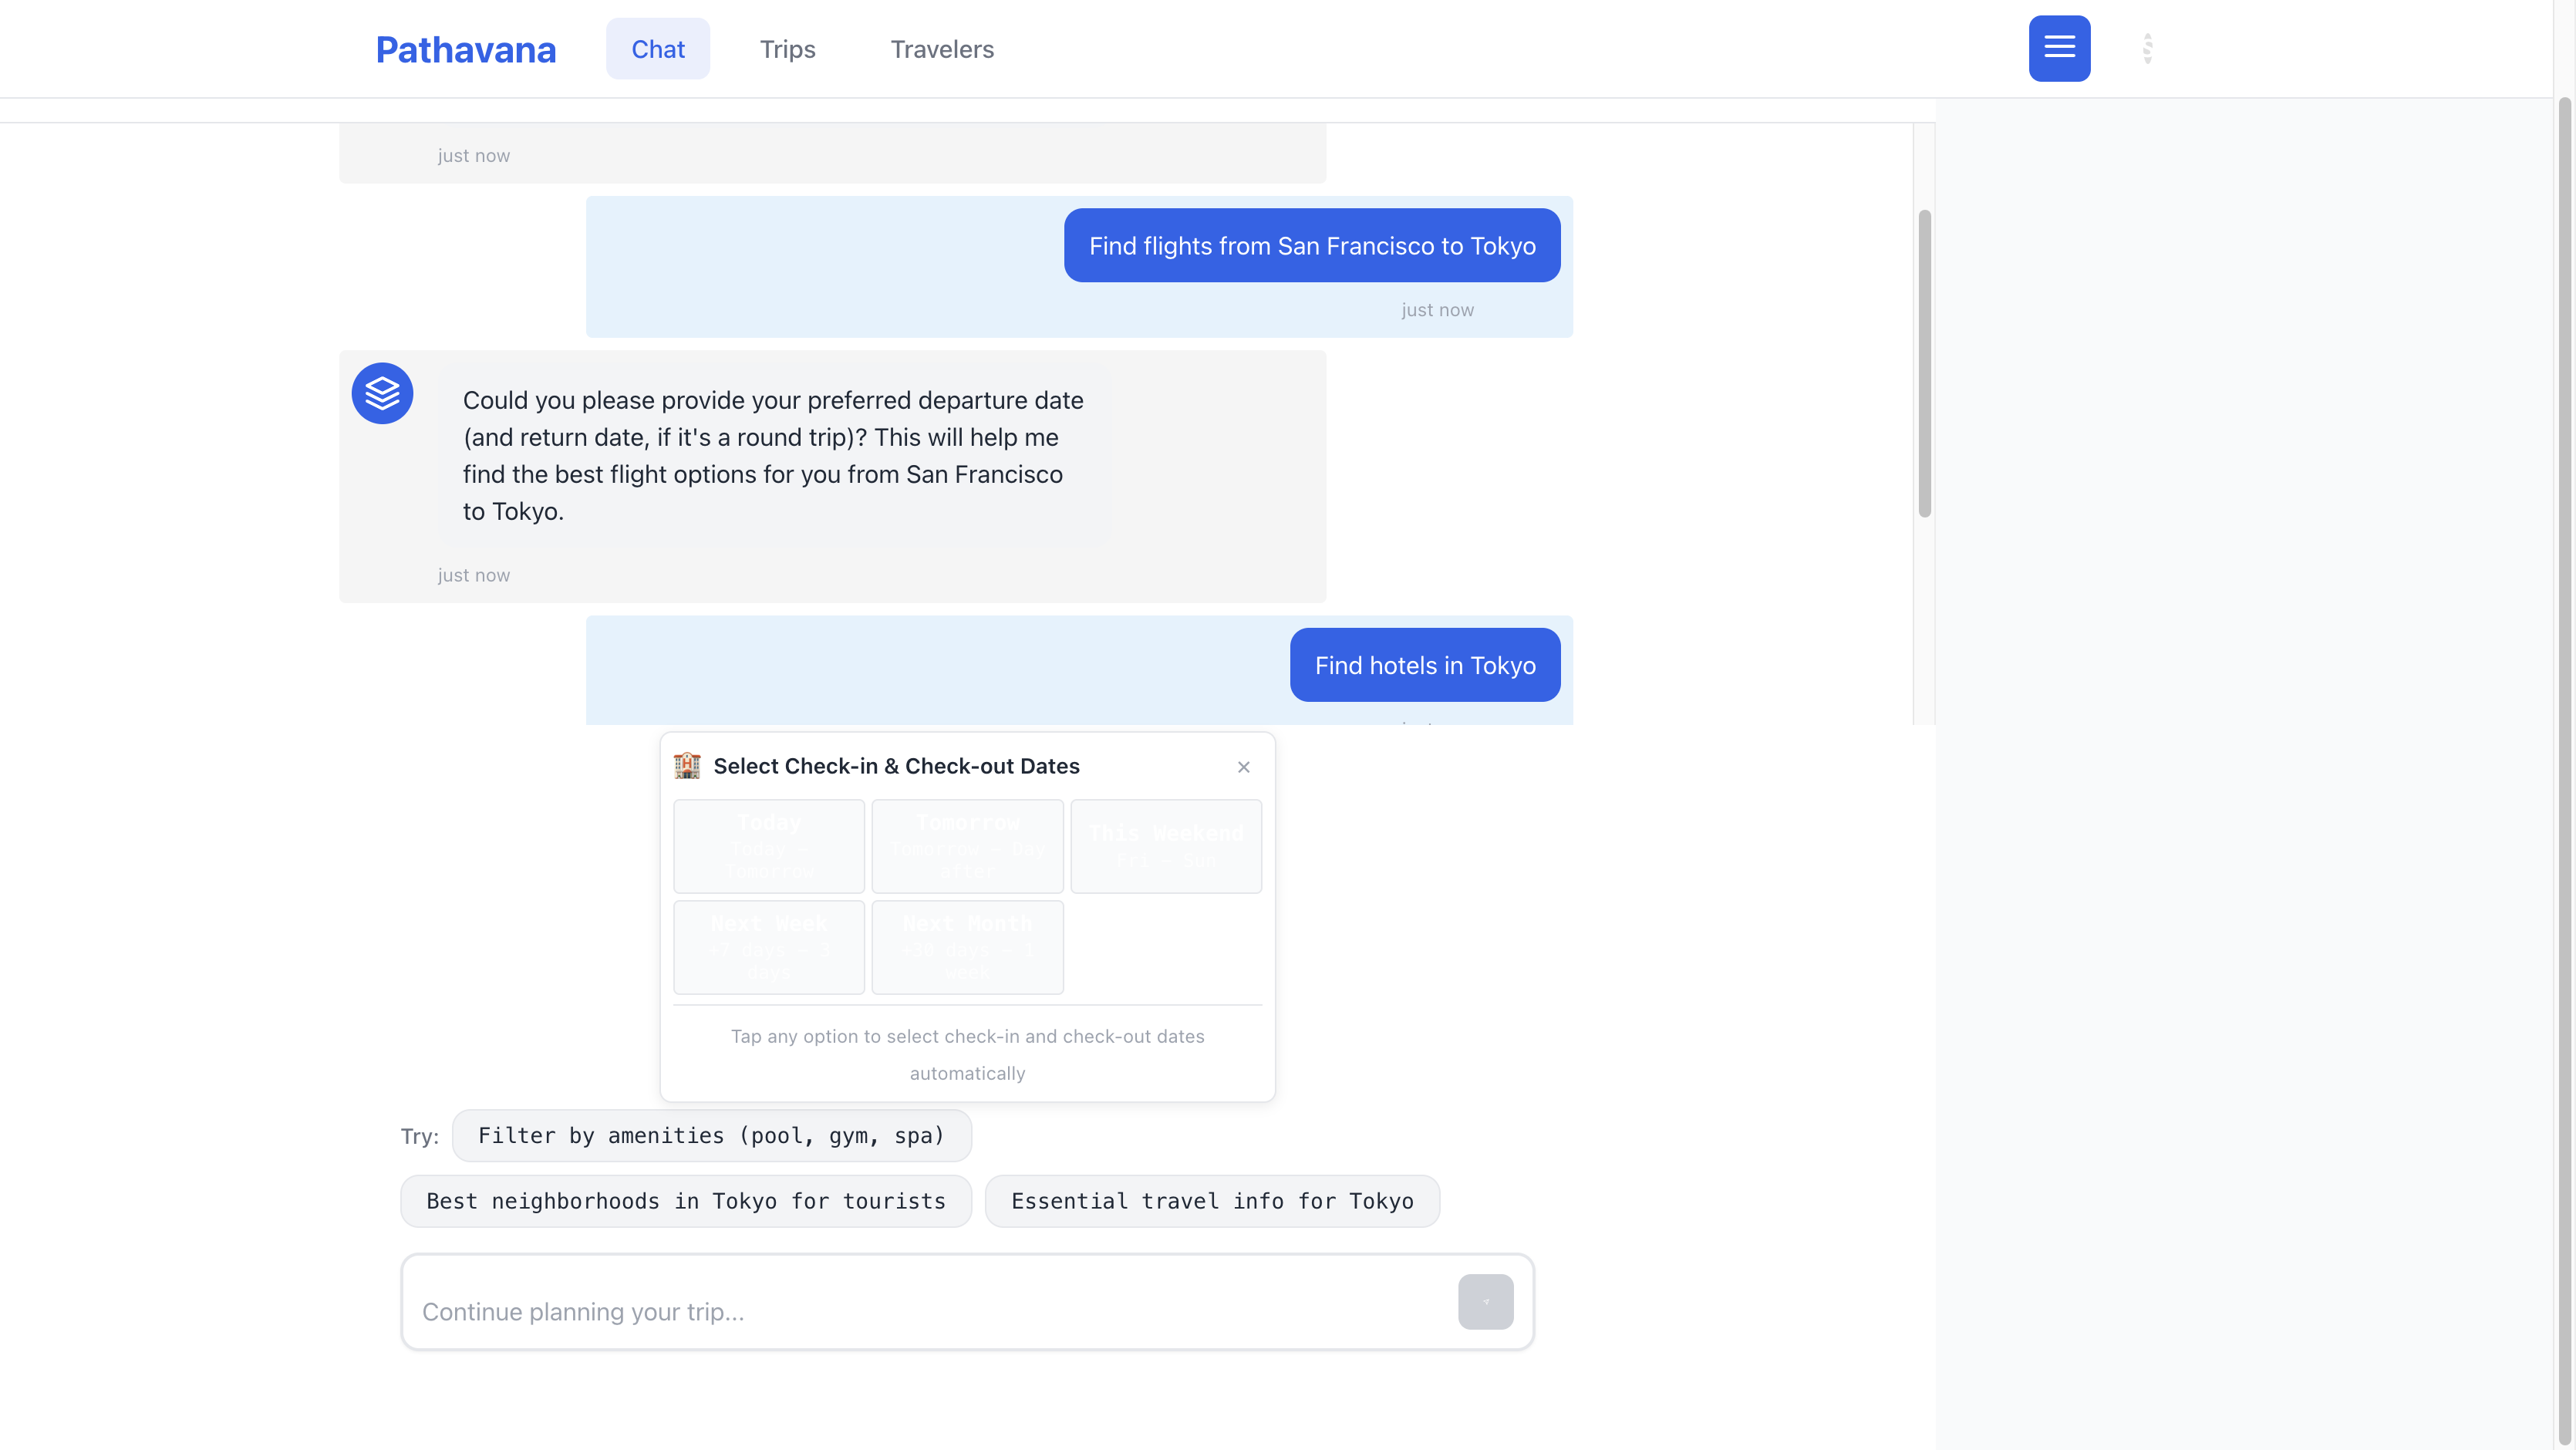 Pathavana
Chat
Trips
Travelers
just now
Find flights from San Francisco to Tokyo
just now
Could you please provide your preferred departure date
(and return date, if it's a round trip)? This will help me
find the best flight options for you from San Francisco
to Tokyo.
just now
Find hotels in Tokyo
Select Check-in & Check-out Dates
Today
Today – 
Tomorrow
Tomorrow
Tomorrow – Day
after
This Weekend
Fri – Sun
Next Week
+7 days – 3
days
Next Month
+30 days – 1
week
Tap any option to select check-in and check-out dates
automatically
Try:
Filter by amenities (pool, gym, spa)
Best neighborhoods in Tokyo for tourists
Essential travel info for Tokyo
Continue planning your trip...